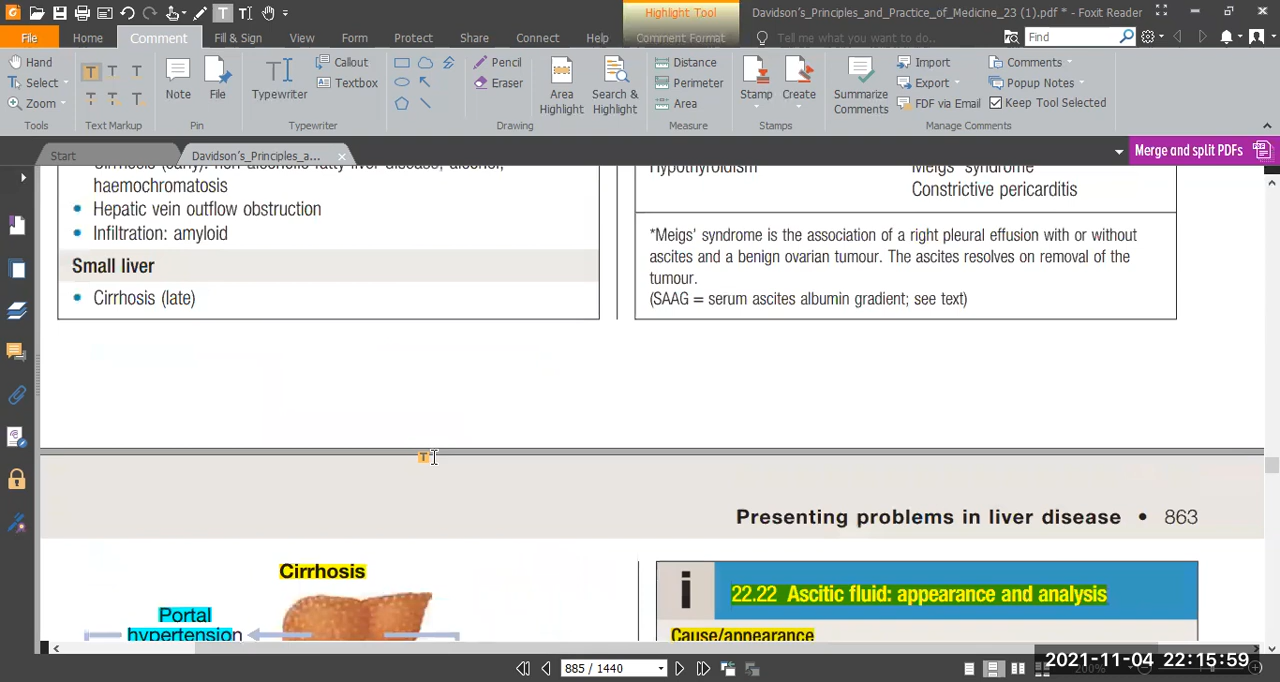 Highlight Tool
Davidson's_Principles_and_Practice_of_Medicine_23 (1).pdf * - Foxit Reader
File
Home
Comment
Fill & Sign
View
Form
Protect
Share
Connect
Help
Comment Format
Tell me what you want to do..
Find
Hand
Select
Zoom
Tools
Text Markup
Note
File
Pin
Typewriter
Callout
Textbox
Typewriter
Pencil
Eraser
Drawing
Area Highlight
Search & Highlight
Distance
Perimeter
Area
Measure
Stamp
Create
Stamps
Summarize Comments
Import
Export
FDF via Email
Comments
Popup Notes
Keep Tool Selected
Manage Comments
Start
Davidson's_Principles_a...
Merge and split PDFs
Cirrhosis (early): non-alcoholic fatty liver disease, alcohol,
haemochromatosis
• Hepatic vein outflow obstruction
• Infiltration: amyloid
Small liver
• Cirrhosis (late)
Hypothyroidism
Meigs' syndrome
Constrictive pericarditis
*Meigs' syndrome is the association of a right pleural effusion with or without
ascites and a benign ovarian tumour. The ascites resolves on removal of the
tumour.
(SAAG = serum ascites albumin gradient; see text)
Presenting problems in liver disease • 863
Cirrhosis
Portal
hypertension
i
22.22 Ascitic fluid: appearance and analysis
Cause/appearance
885 / 1440
2021-11-04 22:15:59